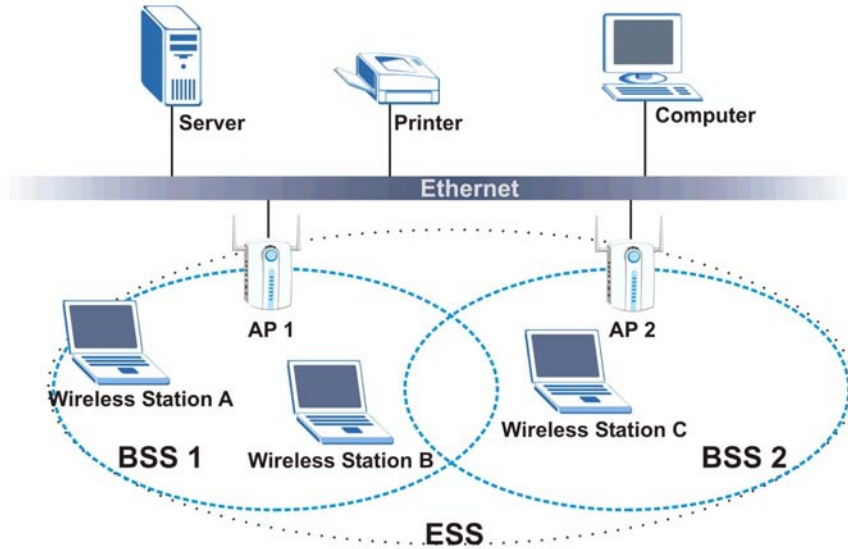 Server
Printer
Computer
Ethernet
AP 1
AP 2
Wireless Station A
Wireless Station B
Wireless Station C
BSS 1
BSS 2
ESS